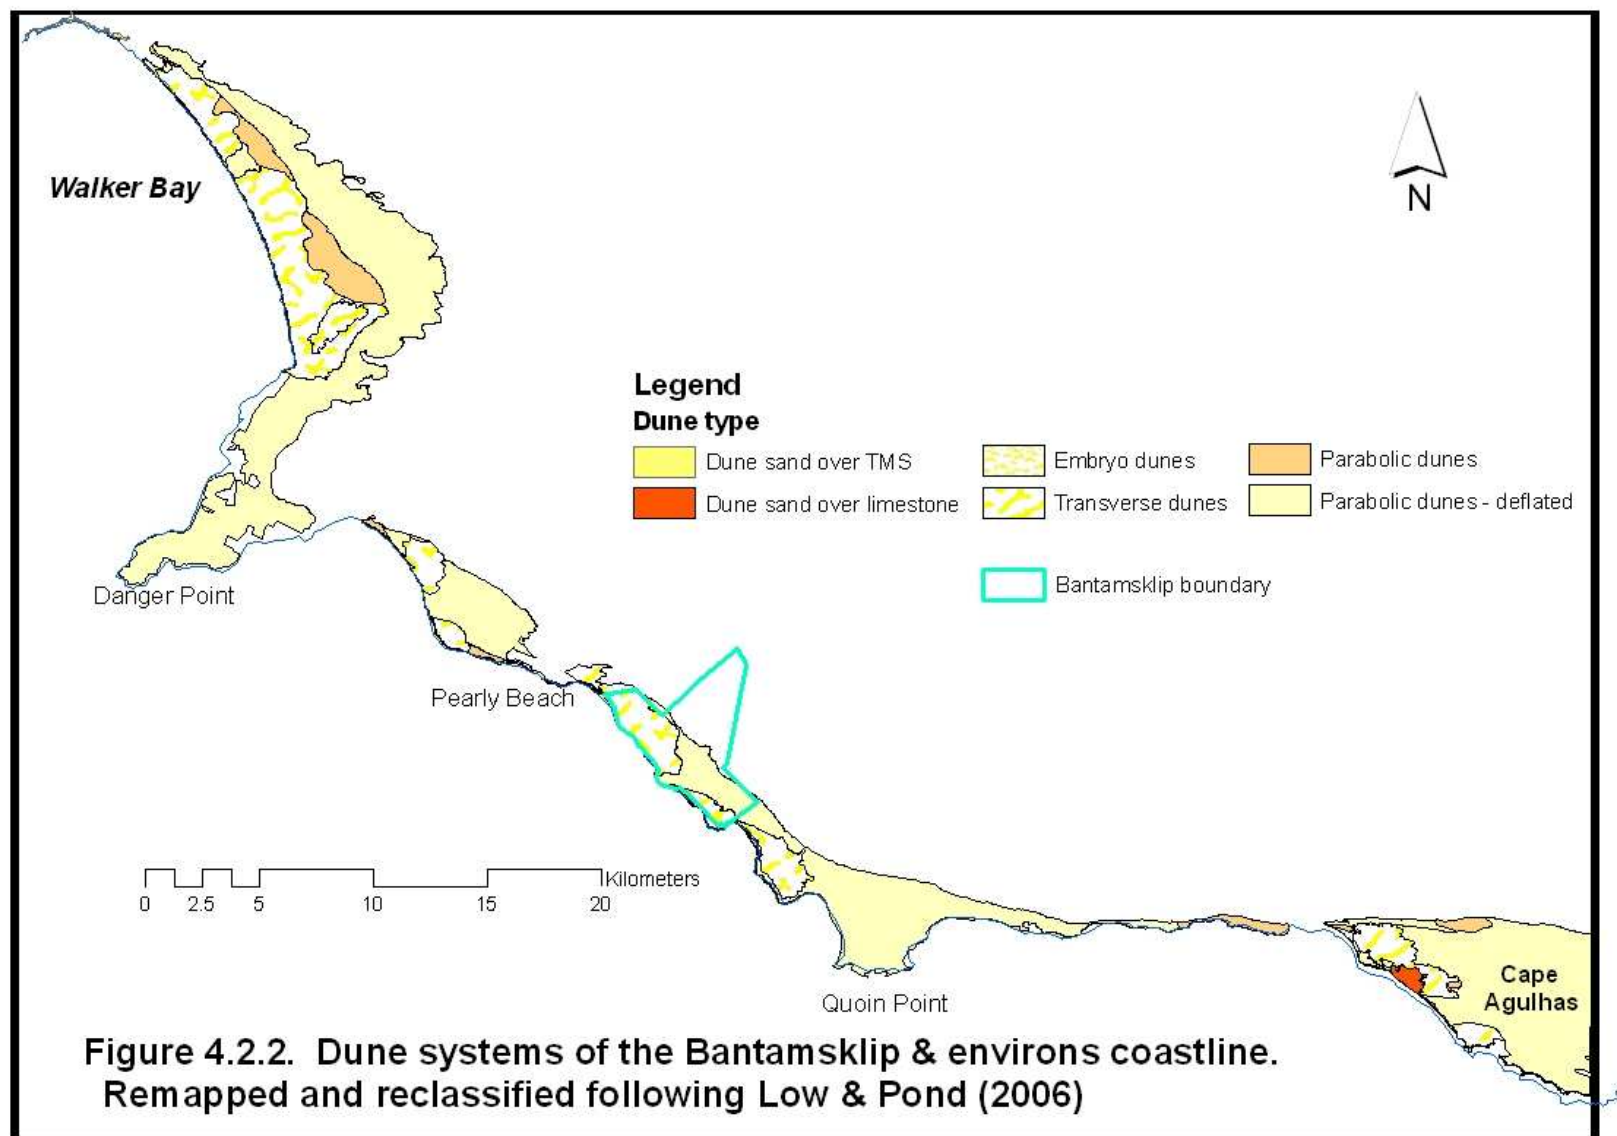 Walker Bay
N
Legend
Dune type
Dune sand over TMS
Embryo dunes
Parabolic dunes
Dune sand over limestone
Transverse dunes
Parabolic dunes - deflated
Bantamsklip boundary
Danger Point
Pearly Beach
Kilometers
0 2.5 5 10 15 20
Cape
Agulhas
Quoin Point
Figure 4.2.2. Dune systems of the Bantamsklip & environs coastline.
Remapped and reclassified following Low & Pond (2006)